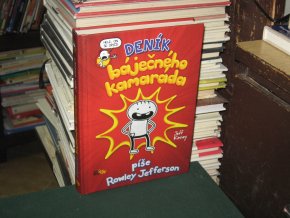 DENÍK
báječného
kamaráda
Jeff Kinney
píše
Rowley Jefferson